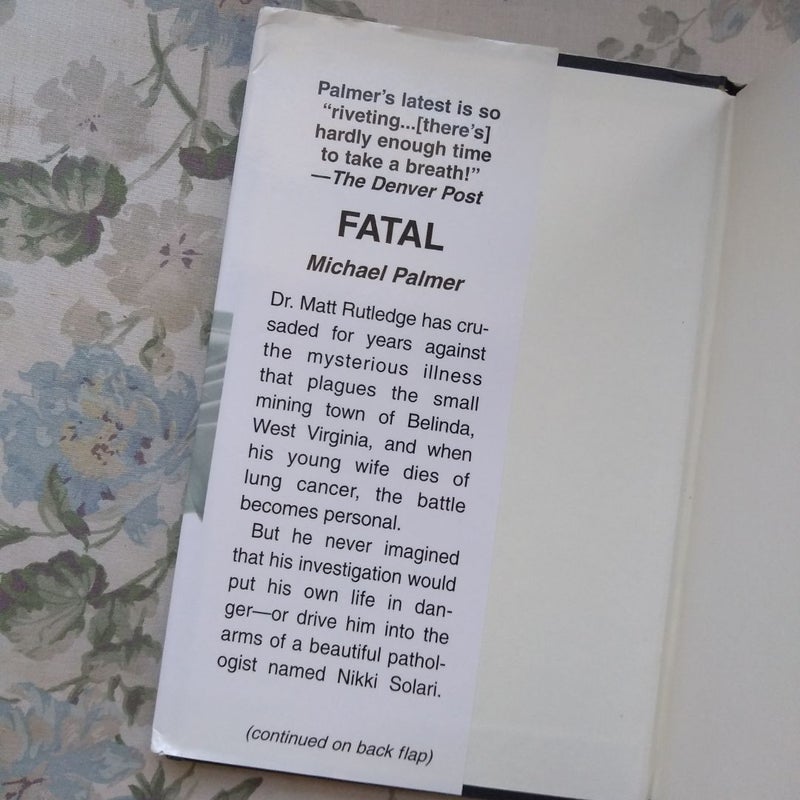 Palmer's latest is so
"riveting...[there's]
hardly enough time
to take a breath!"
—The Denver Post
FATAL
Michael Palmer
Dr. Matt Rutledge has cru-
saded for years against
the mysterious illness
that plagues the small
mining town of Belinda,
West Virginia, and when
his young wife dies of
lung cancer, the battle
becomes personal.
But he never imagined
that his investigation would
put his own life in dan-
ger—or drive him into the
arms of a beautiful pathol-
ogist named Nikki Solari.
(continued on back flap)